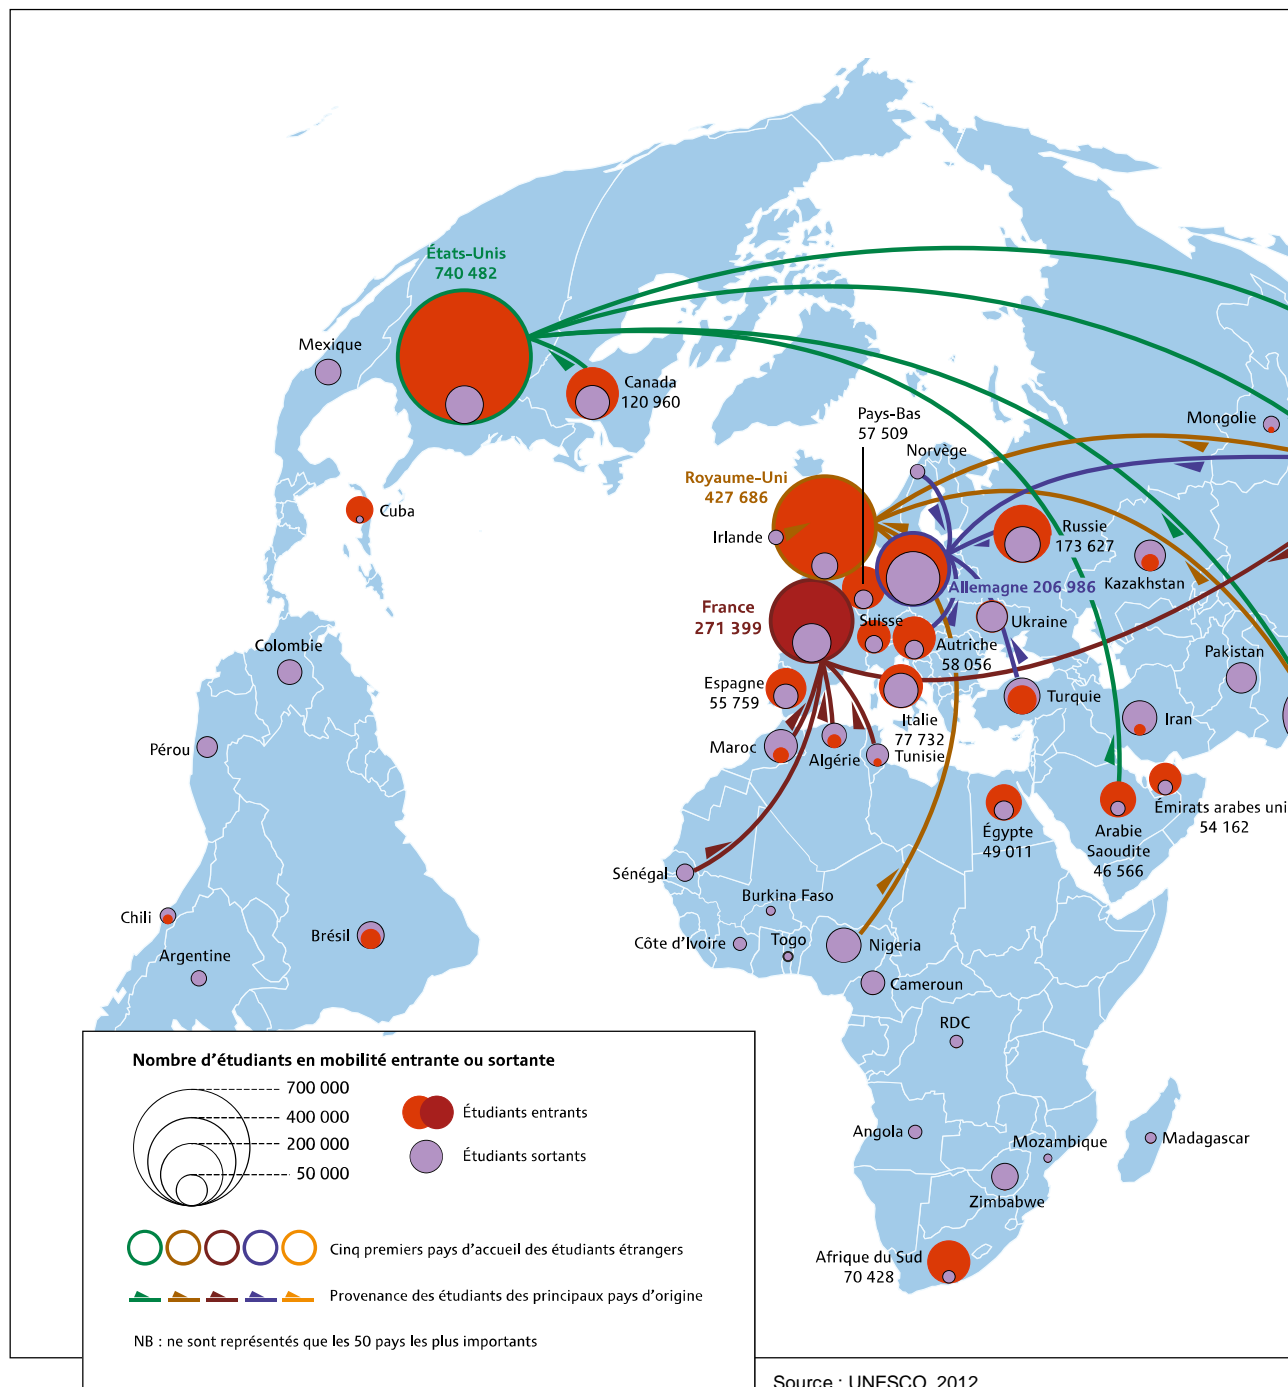 États-Unis
740 482
Mexique
Canada
120 960
Pays-Bas
57 509
Mongolie
Norvège
Royaume-Uni
427 686
Cuba
Irlande
Russie
173 627
Kazakhstan
Allemagne 206 986
France
271 399
Suisse
Ukraine
Autriche
58 056
Colombie
Pakistan
Espagne
55 759
Turquie
Italie
77 732
Iran
Pérou
Maroc
Algérie
Tunisie
Émirats arabes uni
54 162
Égypte
49 011
Arabie
Saoudite
46 566
Sénégal
Burkina Faso
Chili
Brésil
Côte d'Ivoire
Togo
Nigeria
Argentine
Cameroun
RDC
Angola
Mozambique
Madagascar
Zimbabwe
Afrique du Sud
70 428
Nombre d'étudiants en mobilité entrante ou sortante
700 000
400 000
200 000
50 000
Étudiants entrants
Étudiants sortants
Cinq premiers pays d'accueil des étudiants étrangers
Provenance des étudiants des principaux pays d'origine
NB : ne sont représentés que les 50 pays les plus importants
Source : UNESCO, 2012